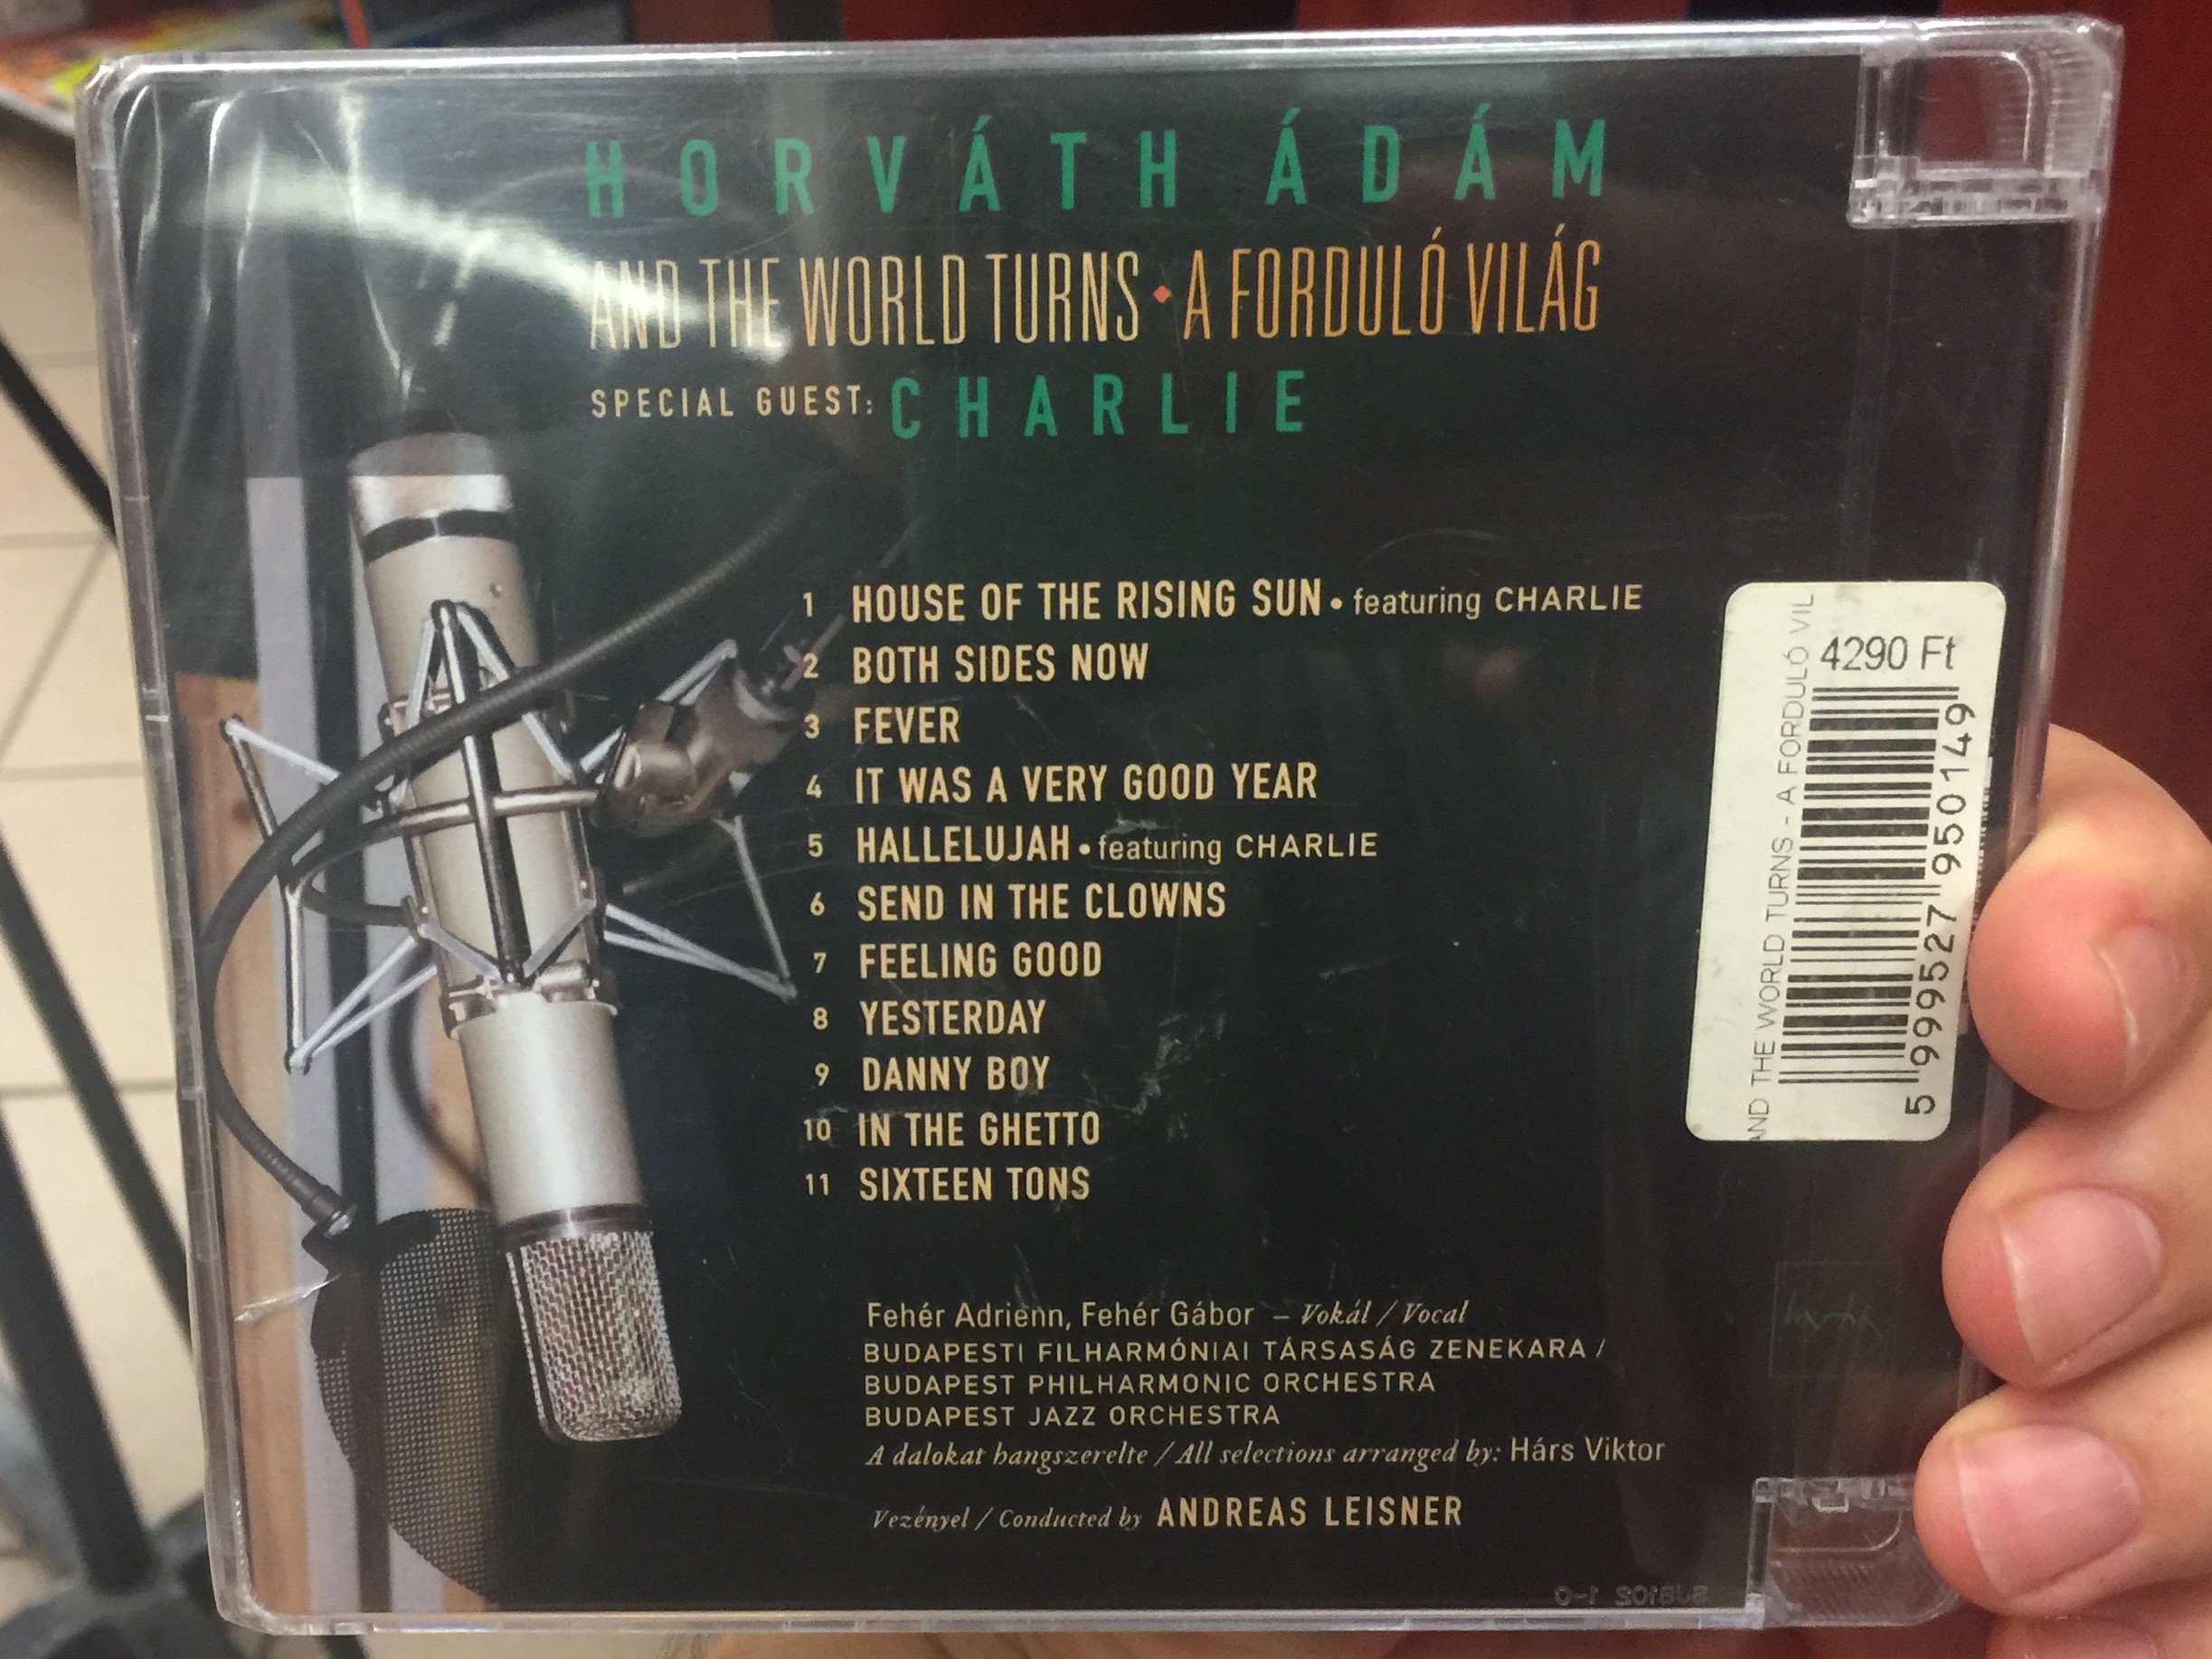 HORVÁTH ÁDÁM
AND THE WORLD TURNS • A FORDULÓ VILÁG
SPECIAL GUEST: CHARLIE
1 HOUSE OF THE RISING SUN • featuring CHARLIE
2 BOTH SIDES NOW
3 FEVER
4 IT WAS A VERY GOOD YEAR
5 HALLELUJAH • featuring CHARLIE
6 SEND IN THE CLOWNS
7 FEELING GOOD
8 YESTERDAY
9 DANNY BOY
10 IN THE GHETTO
11 SIXTEEN TONS
Fehér Adrienn, Fehér Gábor – Vokál / Vocal
BUDAPESTI FILHARMÓNIAI TÁRSASÁG ZENEKARA /
BUDAPEST PHILHARMONIC ORCHESTRA
BUDAPEST JAZZ ORCHESTRA
A dalokat hangszerelte / All selections arranged by: Hárs Viktor
Vezényel / Conducted by ANDREAS LEISNER
4290 Ft
AND THE WORLD TURNS - A FORDULÓ VIL
5 999527 950149